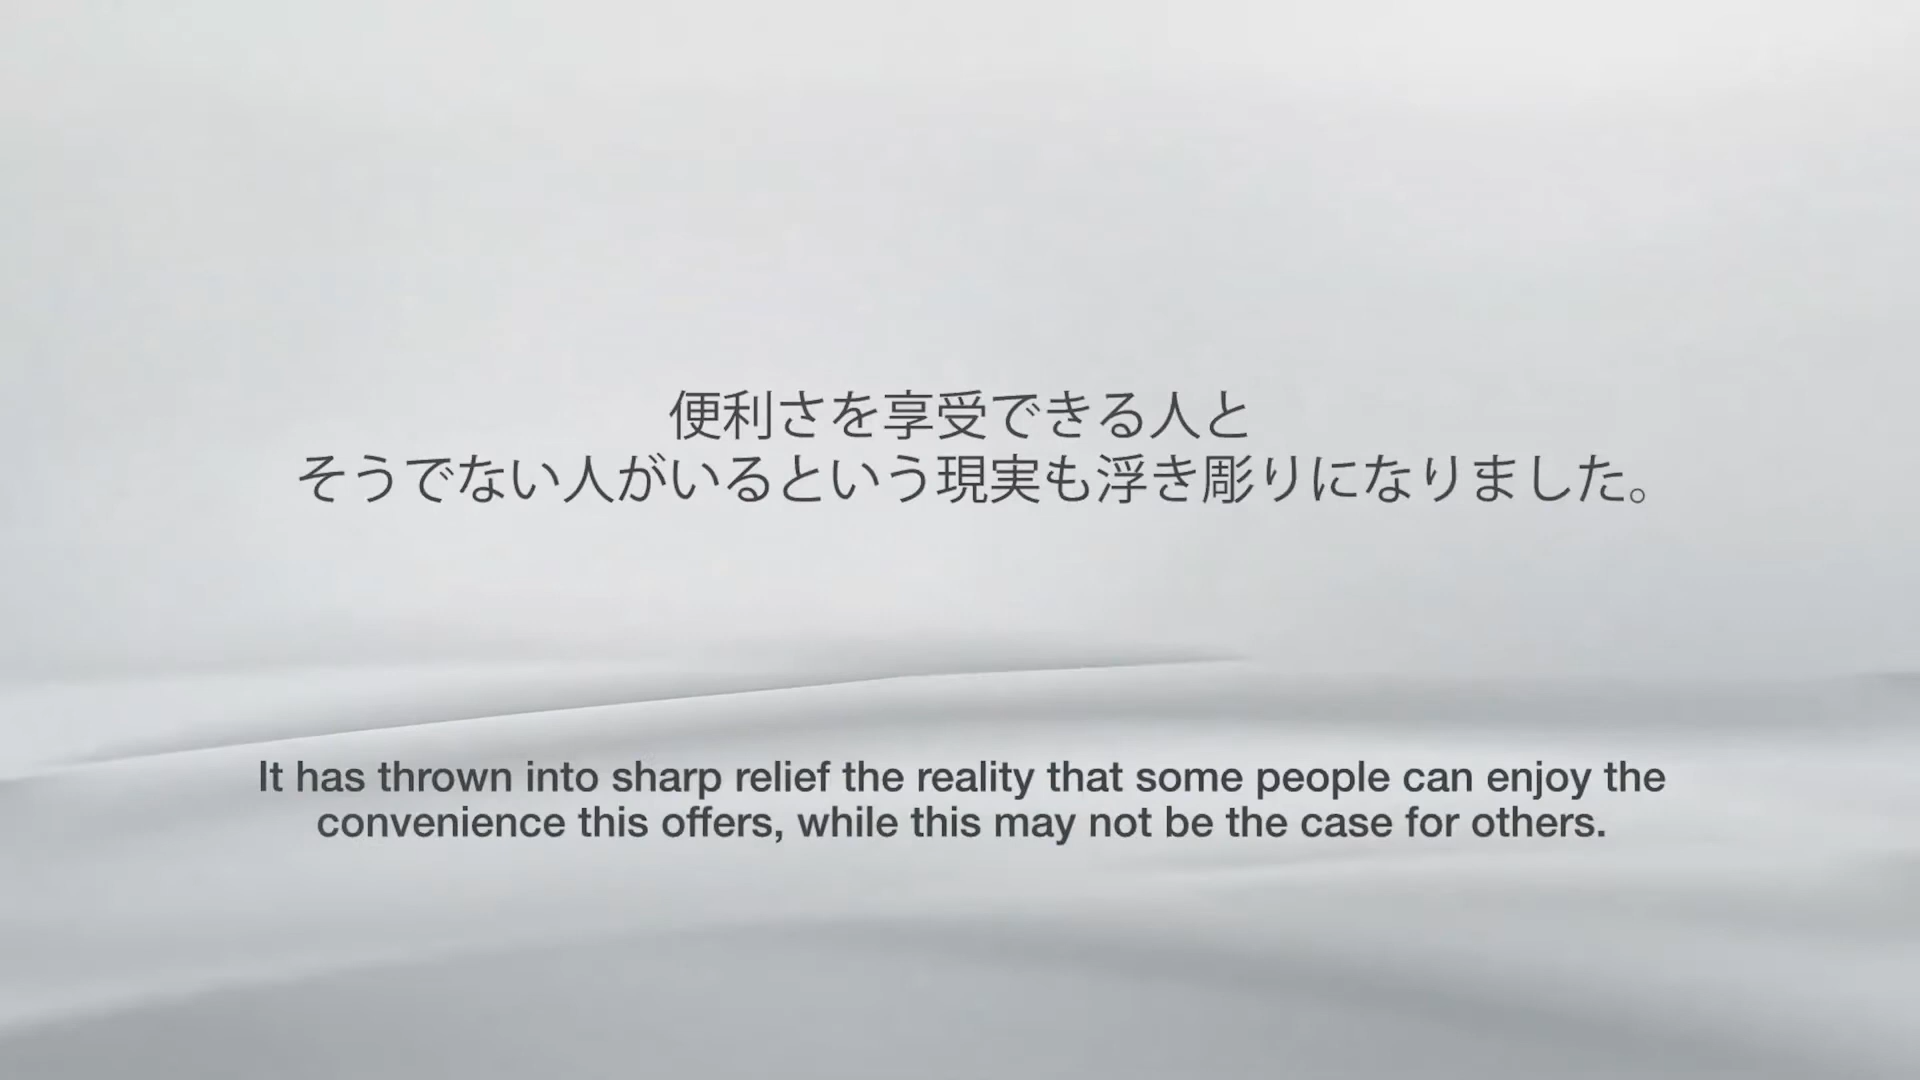 便利さを享受できる人と
そうでない人がいるという現実も浮き彫りになりました。
It has thrown into sharp relief the reality that some people can enjoy the
convenience this offers, while this may not be the case for others.